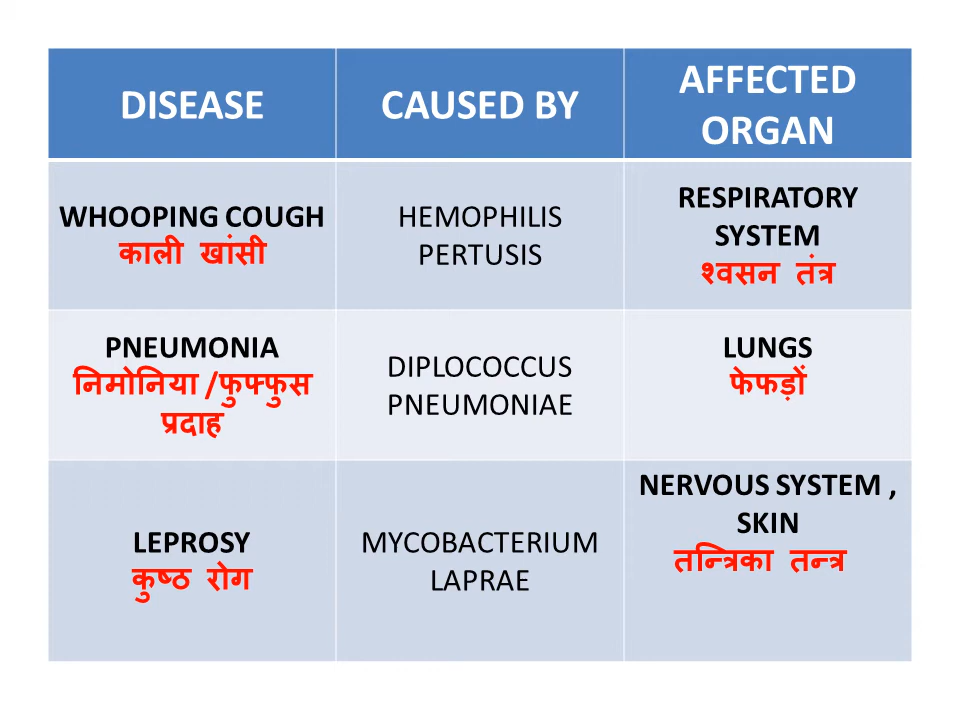 DISEASE
CAUSED BY
AFFECTED
ORGAN
WHOOPING COUGH
काली खांसी
HEMOPHILIS
PERTUSIS
RESPIRATORY
SYSTEM
श्वसन तंत्र
PNEUMONIA
निमोनिया /फुफ्फुस
प्रदाह
DIPLOCOCCUS
PNEUMONIAE
LUNGS
फेफड़ों
LEPROSY
कुष्ठ रोग
MYCOBACTERIUM
LAPRAE
NERVOUS SYSTEM ,
SKIN
तन्त्रिका तन्त्र